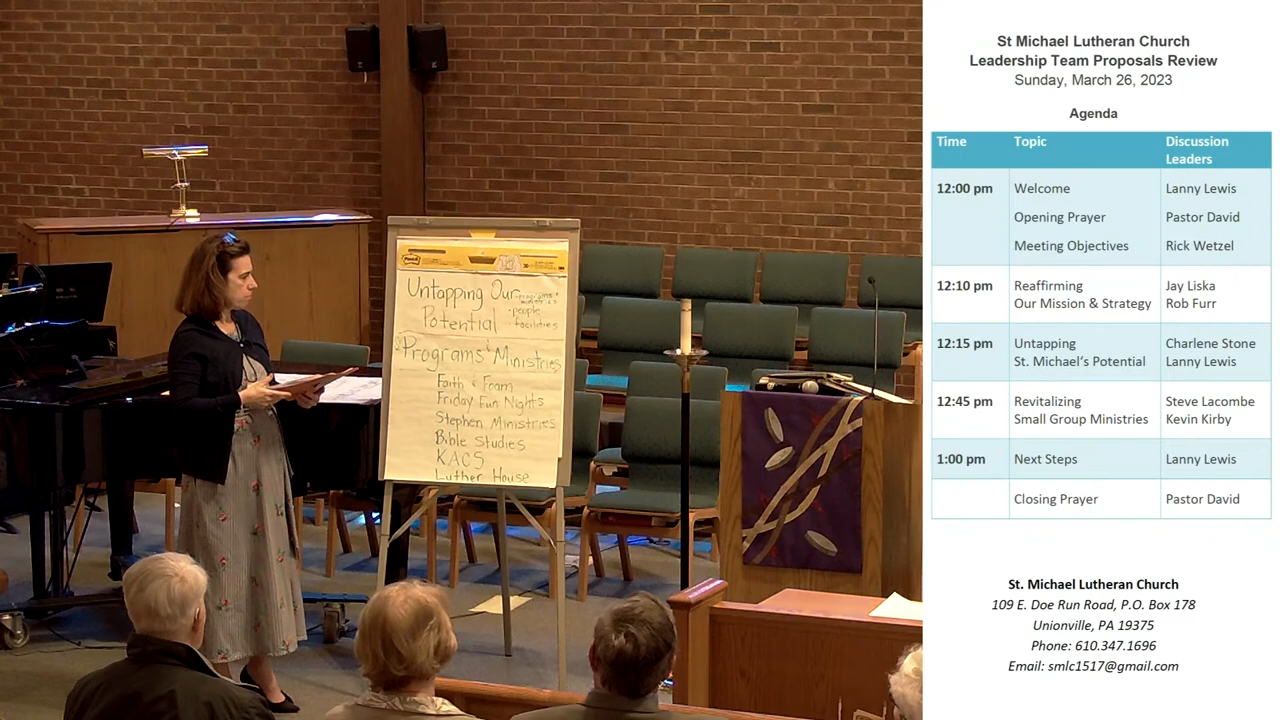 Untapping Our
Potential
programs &
ministries
• people
• facilities
Programs & Ministries
Faith & Foam
Friday Fun Nights
Stephen Ministries
Bible Studies
KACS
Luther House
St Michael Lutheran Church
Leadership Team Proposals Review
Sunday, March 26, 2023
Agenda
Time Topic Discussion Leaders
12:00 pm Welcome Lanny Lewis
Opening Prayer Pastor David
Meeting Objectives Rick Wetzel
12:10 pm Reaffirming Jay Liska
Our Mission & Strategy Rob Furr
12:15 pm Untapping Charlene Stone
St. Michael's Potential Lanny Lewis
12:45 pm Revitalizing Steve Lacombe
Small Group Ministries Kevin Kirby
1:00 pm Next Steps Lanny Lewis
Closing Prayer Pastor David
St. Michael Lutheran Church
109 E. Doe Run Road, P.O. Box 178
Unionville, PA 19375
Phone: 610.347.1696
Email: smlc1517@gmail.com